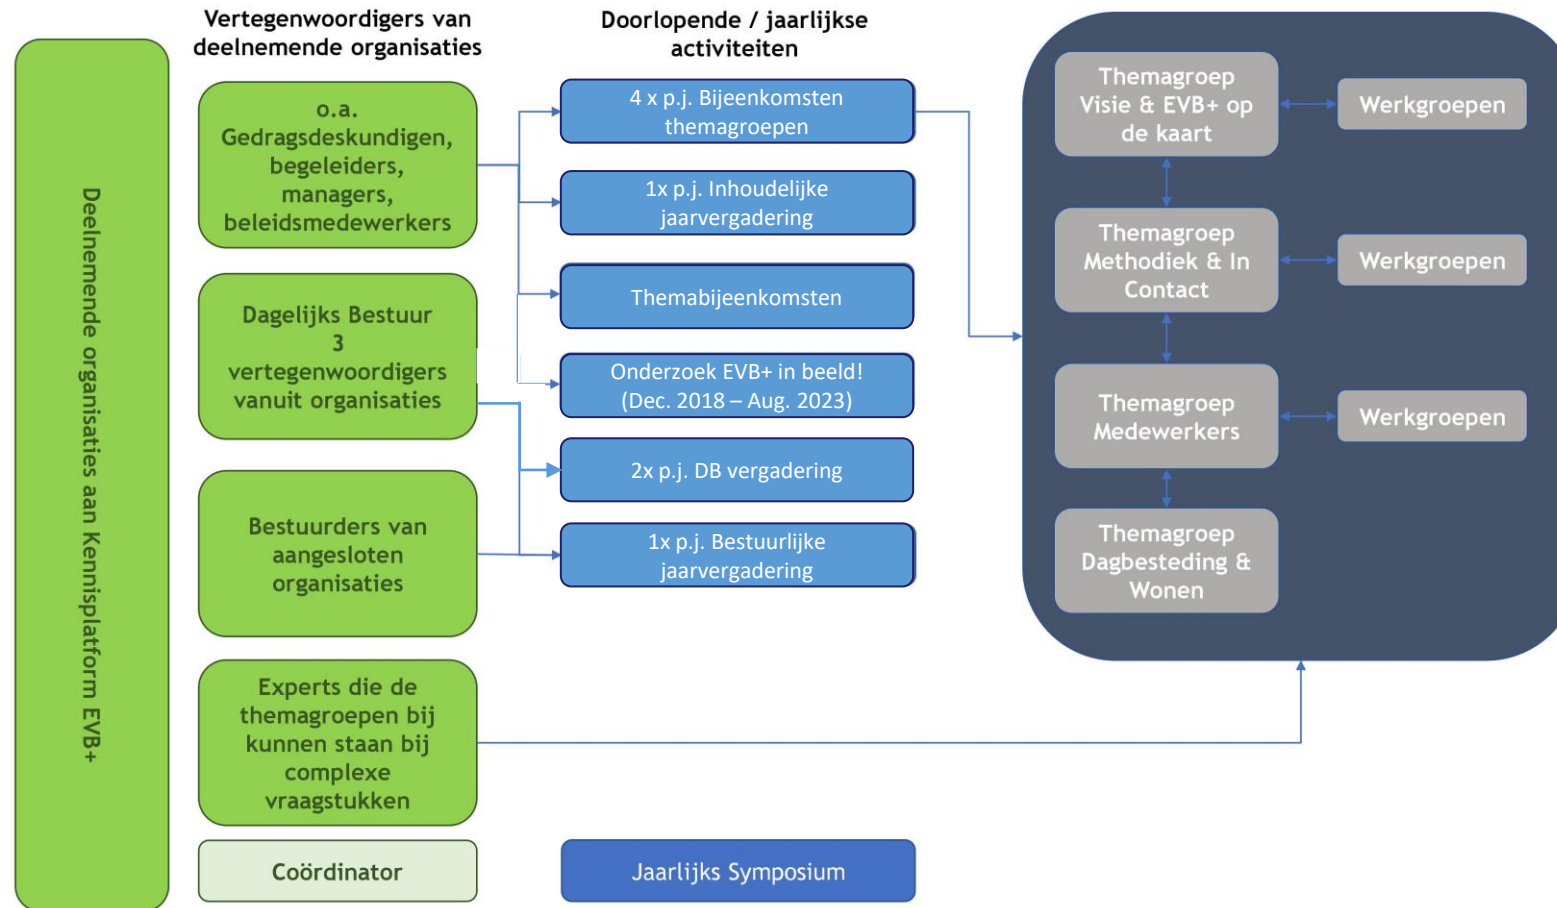 Deelnemende organisaties aan Kennisplatform EVB+
Vertegenwoordigers van
deelnemende organisaties
o.a.
Gedragsdeskundigen,
begeleiders,
managers,
beleidsmedewerkers
Dagelijks Bestuur
3
vertegenwoordigers
vanuit organisaties
Bestuurders van
aangesloten
organisaties
Experts die de
themagroepen bij
kunnen staan bij
complexe
vraagstukken
Coördinator
Doorlopende / jaarlijkse
activiteiten
4 x p.j. Bijeenkomsten
themagroepen
1x p.j. Inhoudelijke
jaarvergadering
Themabijeenkomsten
Onderzoek EVB+ in beeld!
(Dec. 2018 – Aug. 2023)
2x p.j. DB vergadering
1x p.j. Bestuurlijke
jaarvergadering
Jaarlijks Symposium
Themagroep
Visie & EVB+ op
de kaart
Werkgroepen
Themagroep
Methodiek & In
Contact
Werkgroepen
Themagroep
Medewerkers
Werkgroepen
Themagroep
Dagbesteding &
Wonen